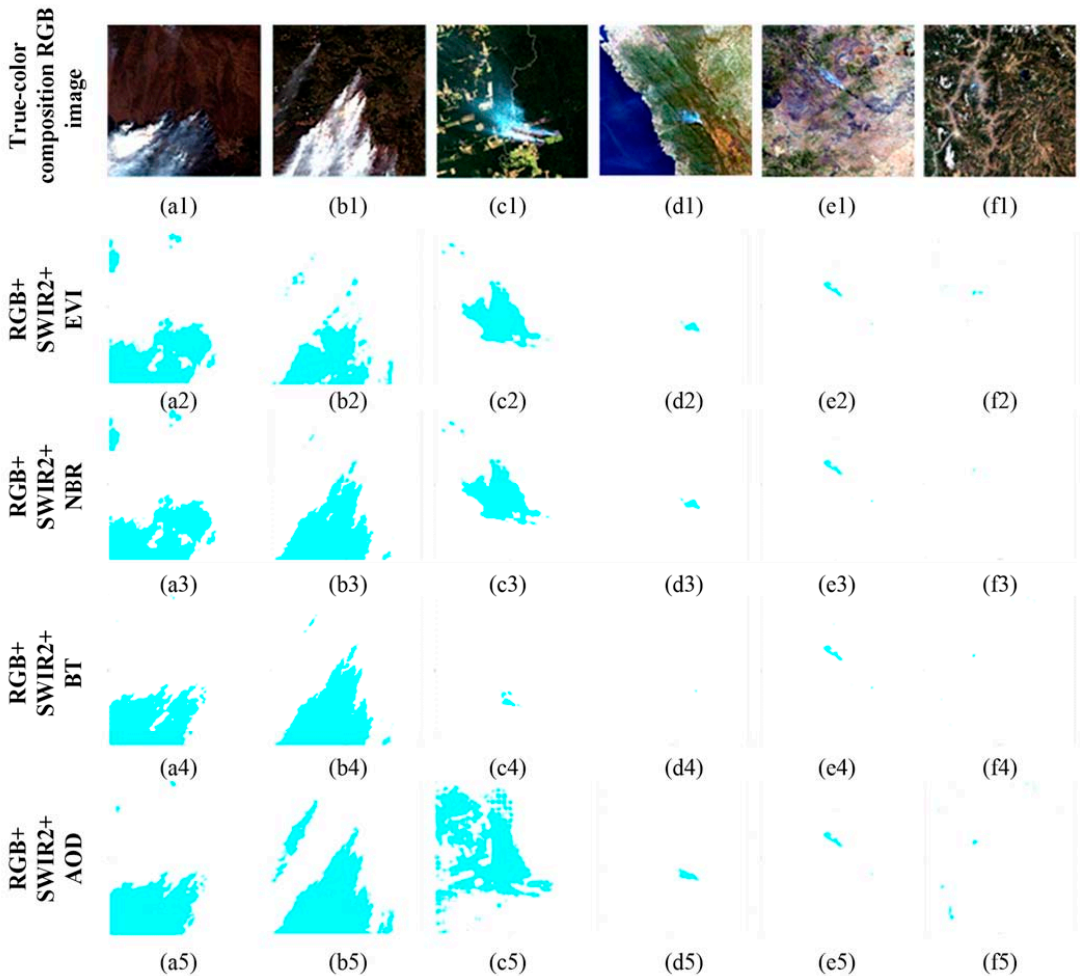 True-color
composition RGB
image
(a1) (b1) (c1) (d1) (e1) (f1)
RGB+
SWIR2+
EVI
(a2) (b2) (c2) (d2) (e2) (f2)
RGB+
SWIR2+
NBR
(a3) (b3) (c3) (d3) (e3) (f3)
RGB+
SWIR2+
BT
(a4) (b4) (c4) (d4) (e4) (f4)
RGB+
SWIR2+
AOD
(a5) (b5) (c5) (d5) (e5) (f5)